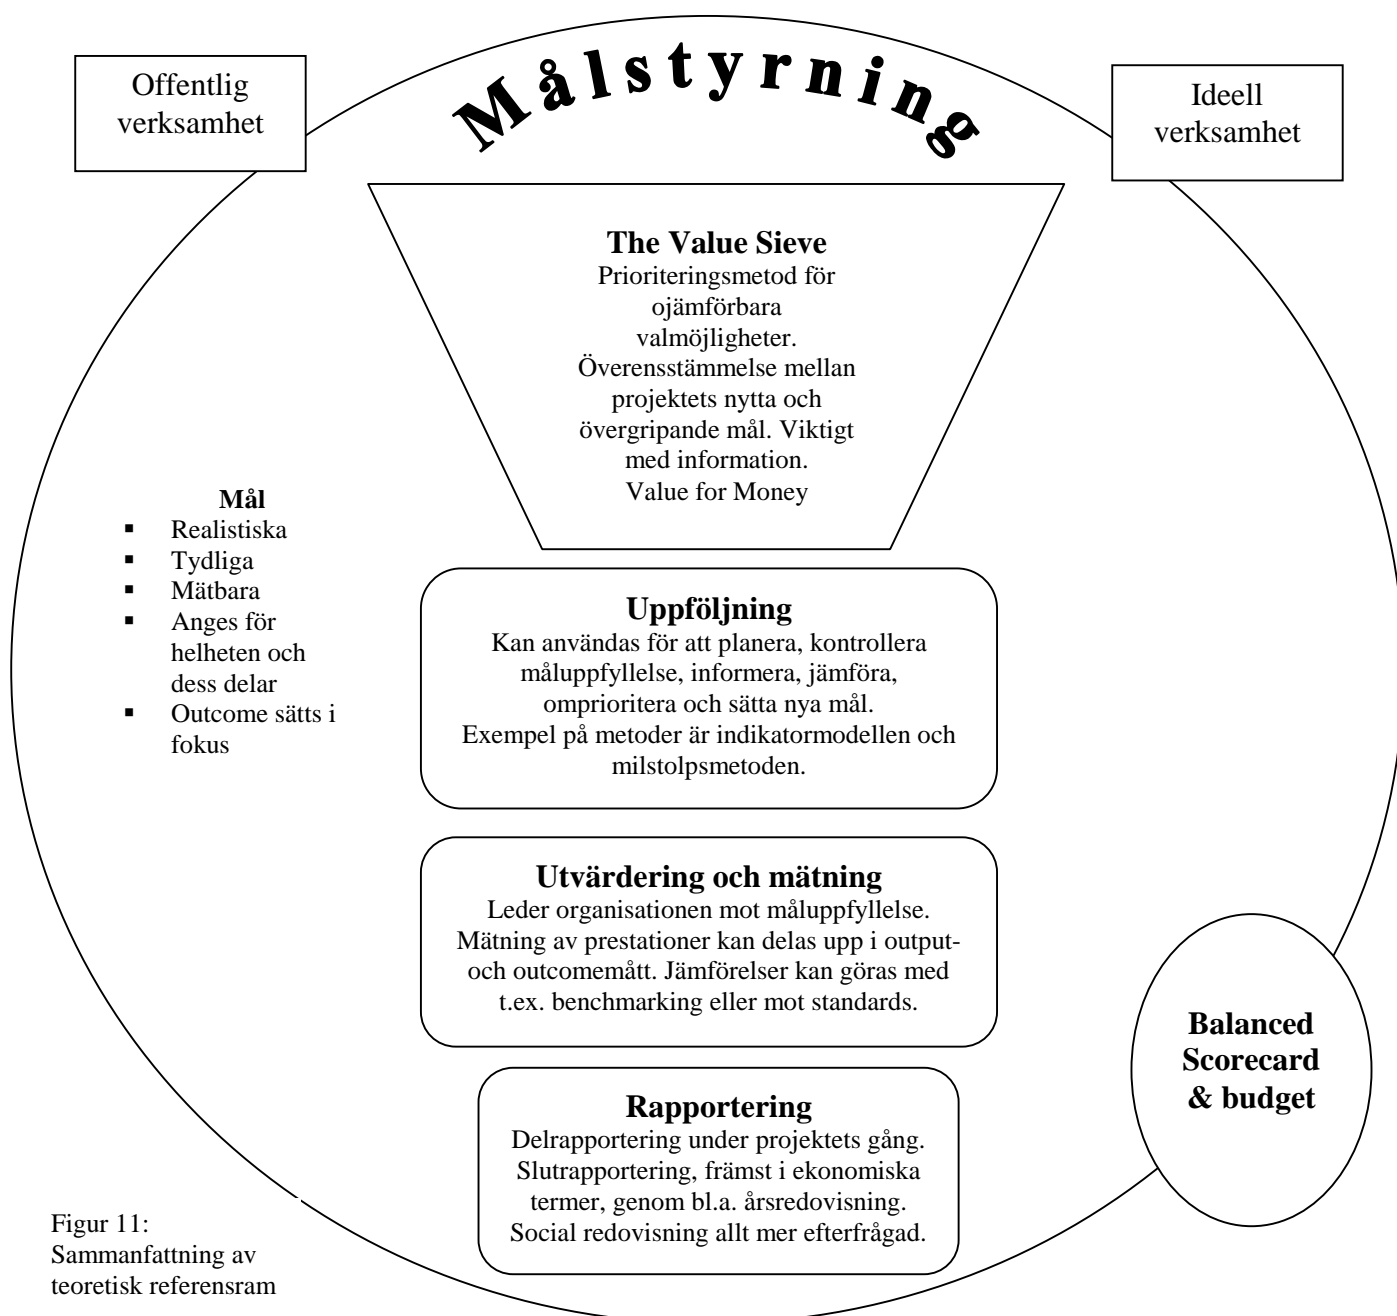 Målstyrning
Offentlig
verksamhet
Ideell
verksamhet
The Value Sieve
Prioriteringsmetod för
ojämförbara
valmöjligheter.
Överensstämmelse mellan
projektets nytta och
övergripande mål. Viktigt
med information.
Value for Money
Mål
▪ Realistiska
▪ Tydliga
▪ Mätbara
▪ Anges för
helheten och
dess delar
▪ Outcome sätts i
fokus
Uppföljning
Kan användas för att planera, kontrollera
måluppfyllelse, informera, jämföra,
omprioritera och sätta nya mål.
Exempel på metoder är indikatormodellen och
milstolpsmetoden.
Utvärdering och mätning
Leder organisationen mot måluppfyllelse.
Mätning av prestationer kan delas upp i output-
och outcomemått. Jämförelser kan göras med
t.ex. benchmarking eller mot standards.
Balanced
Scorecard
& budget
Rapportering
Delrapportering under projektets gång.
Slutrapportering, främst i ekonomiska
termer, genom bl.a. årsredovisning.
Social redovisning allt mer efterfrågad.
Figur 11:
Sammanfattning av
teoretisk referensram